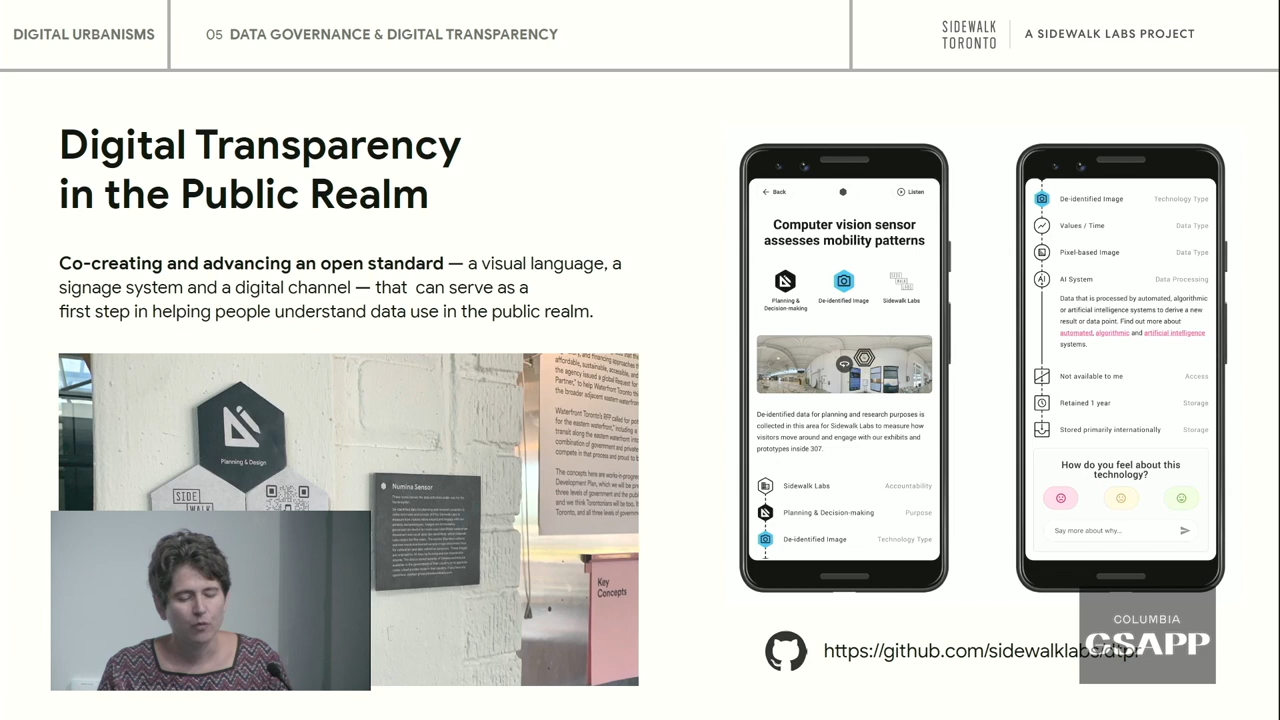 DIGITAL URBANISMS
05 DATA GOVERNANCE & DIGITAL TRANSPARENCY
SIDEWALK
TORONTO
A SIDEWALK LABS PROJECT
Digital Transparency
in the Public Realm
Co-creating and advancing an open standard — a visual language, a
signage system and a digital channel — that can serve as a
first step in helping people understand data use in the public realm.
Planning & Design
SIDE
WALK
Numina Sensor
Key
Concepts
Back
Listen
Computer vision sensor
assesses mobility patterns
Planning &
Decision-making
De-identified Image
Sidewalk Labs
SIDE
WALK
LABS
De-identified data for planning and research purposes is
collected in this area for Sidewalk Labs to measure how
visitors move around and engage with our exhibits and
prototypes inside 307.
Sidewalk Labs Accountability
Planning & Decision-making Purpose
De-identified Image Technology Type
De-identified Image Technology Type
Values / Time Data Type
Pixel-based Image Data Type
AI
AI System Data Processing
Data that is processed by automated, algorithmic
or artificial intelligence systems to derive a new
result or data point. Find out more about
automated, algorithmic and artificial intelligence
systems.
Not available to me Access
Retained 1 year Storage
Stored primarily internationally Storage
How do you feel about this
technology?
Say more about why...
https://github.com/sidewalklabs/dtpr
COLUMBIA
GSAPP